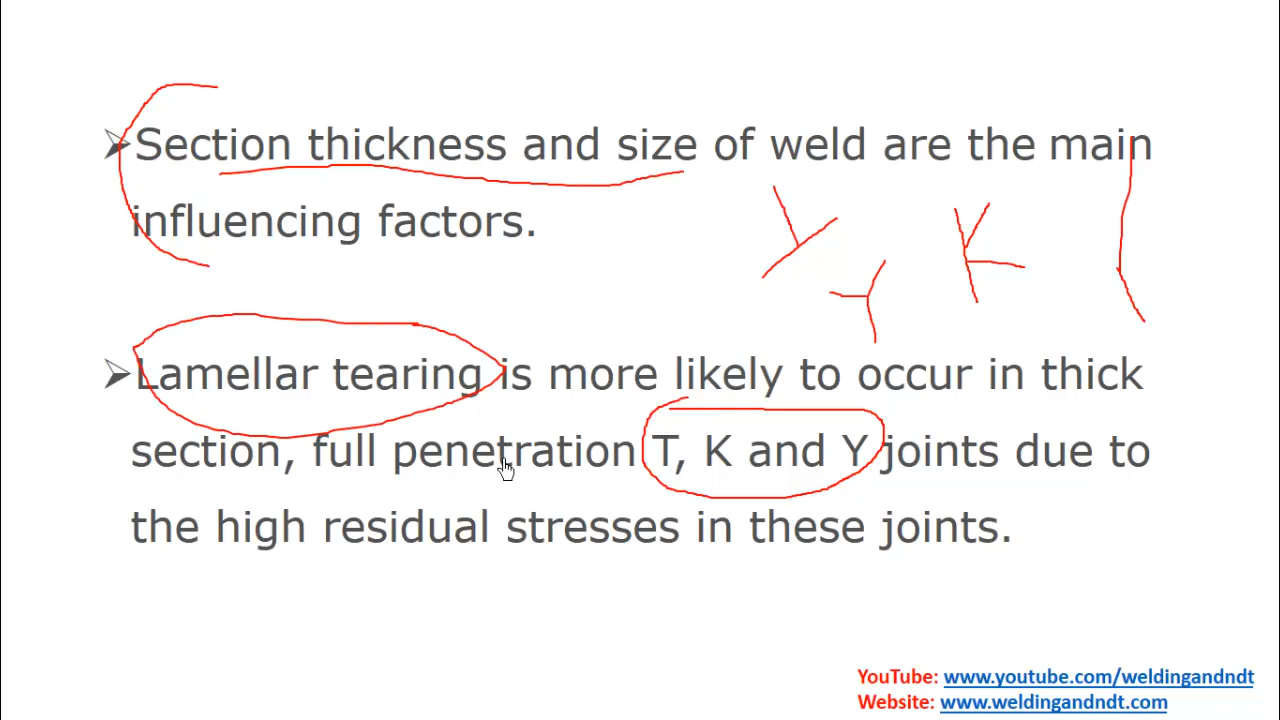 Section thickness and size of weld are the main
influencing factors.
Y K
Y
Lamellar tearing is more likely to occur in thick
section, full penetration T, K and Y joints due to
the high residual stresses in these joints.
YouTube: www.youtube.com/weldingandndt
Website: www.weldingandndt.com